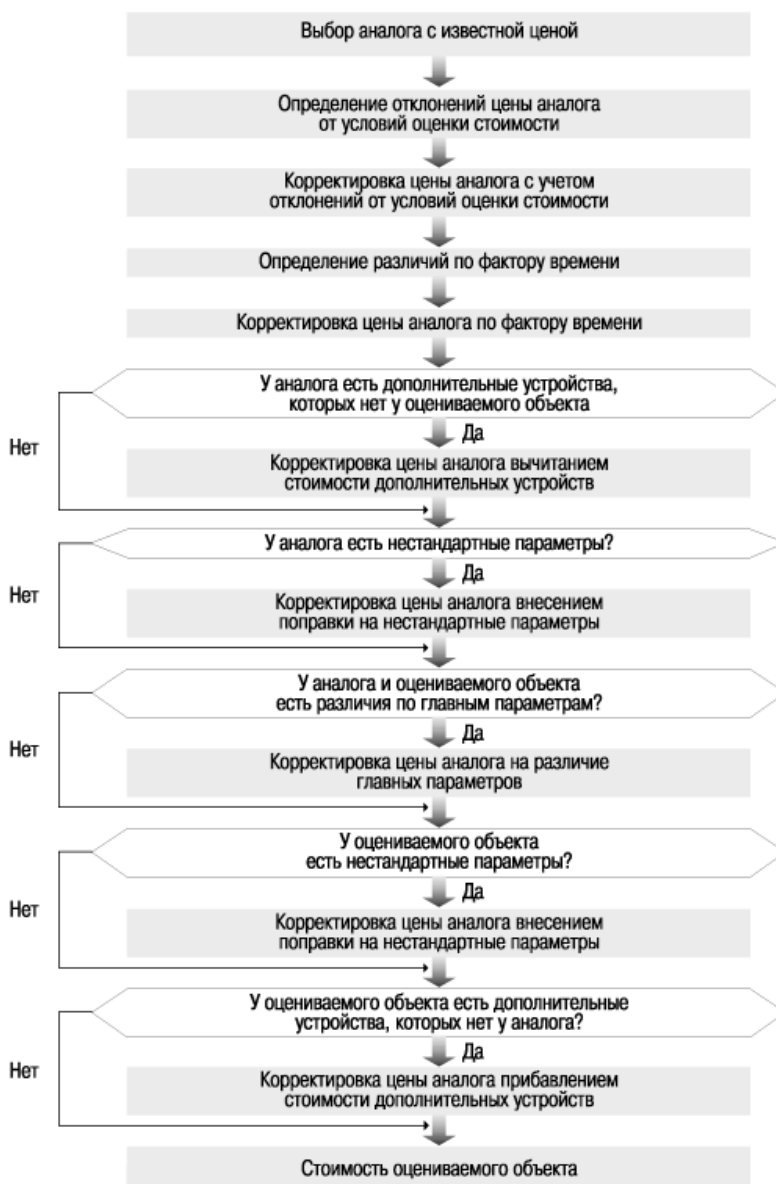 Выбор аналога с известной ценой
Определение отклонений цены аналога
от условий оценки стоимости
Корректировка цены аналога с учетом
отклонений от условий оценки стоимости
Определение различий по фактору времени
Корректировка цены аналога по фактору времени
У аналога есть дополнительные устройства,
которых нет у оцениваемого объекта
Да
Нет
Корректировка цены аналога вычитанием
стоимости дополнительных устройств
У аналога есть нестандартные параметры?
Да
Нет
Корректировка цены аналога внесением
поправки на нестандартные параметры
У аналога и оцениваемого объекта
есть различия по главным параметрам?
Да
Нет
Корректировка цены аналога на различие
главных параметров
У оцениваемого объекта
есть нестандартные параметры?
Да
Нет
Корректировка цены аналога внесением
поправки на нестандартные параметры
У оцениваемого объекта есть дополнительные
устройства, которых нет у аналога?
Да
Нет
Корректировка цены аналога прибавлением
стоимости дополнительных устройств
Стоимость оцениваемого объекта